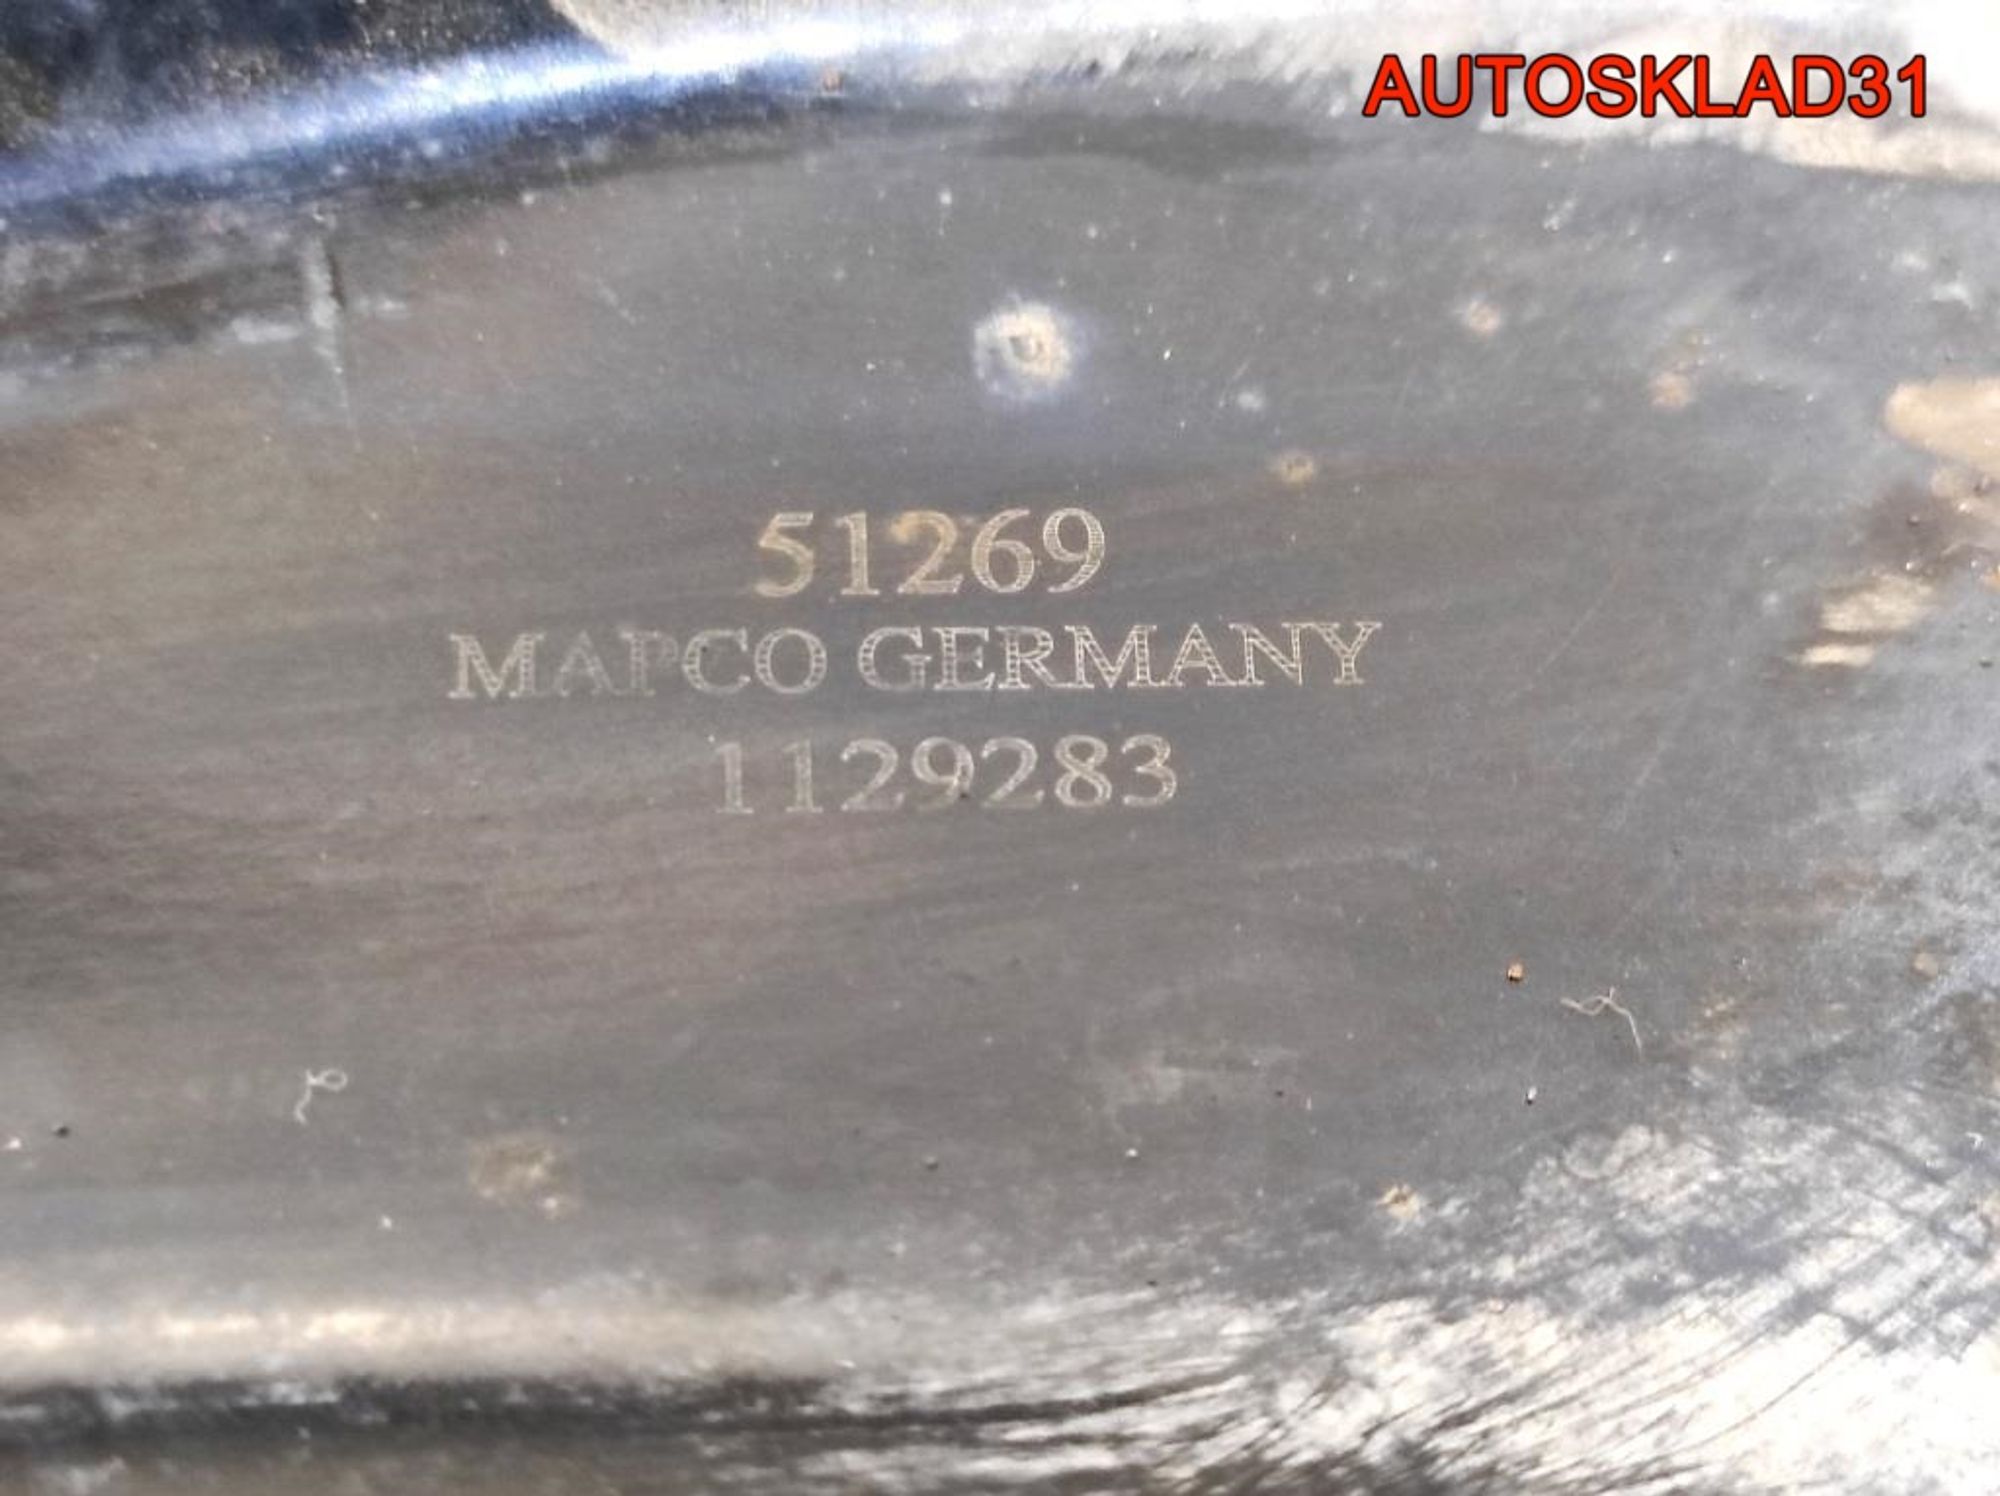 AUTOSKLAD31
51269
MAPCO GERMANY
1129283